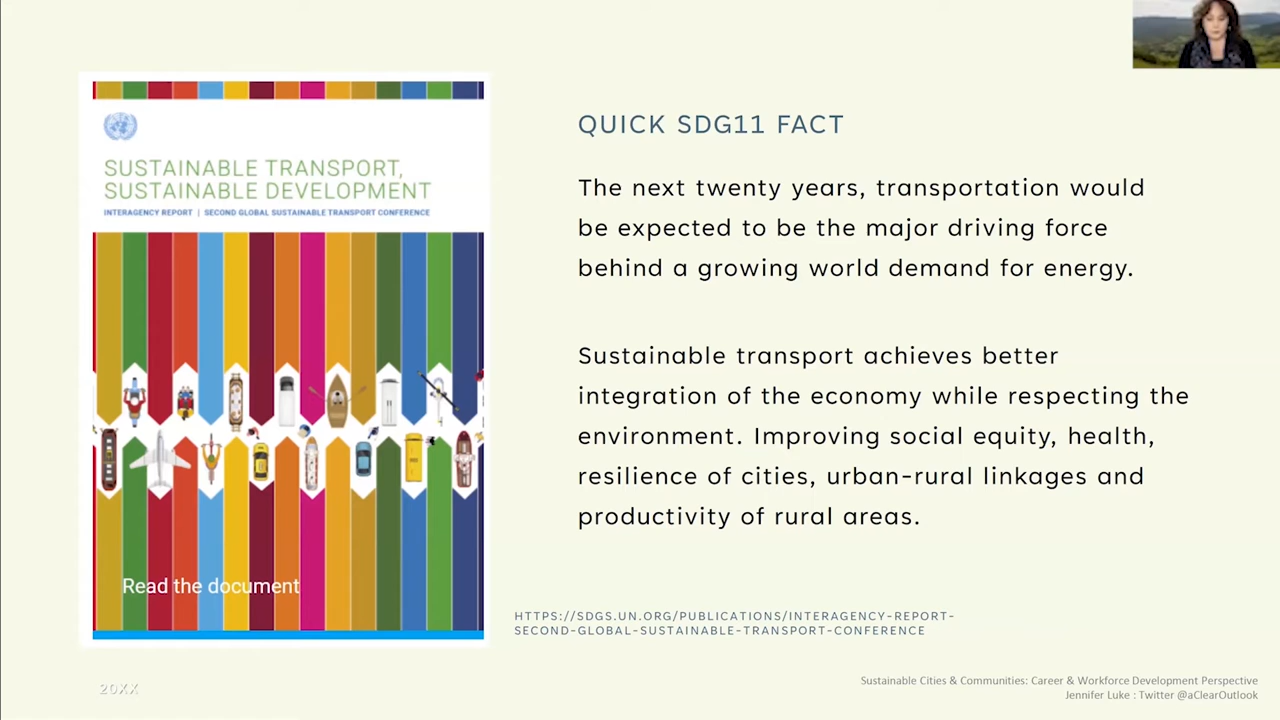 SUSTAINABLE TRANSPORT,
SUSTAINABLE DEVELOPMENT
INTERAGENCY REPORT | SECOND GLOBAL SUSTAINABLE TRANSPORT CONFERENCE
Read the document
QUICK SDG11 FACT
The next twenty years, transportation would
be expected to be the major driving force
behind a growing world demand for energy.
Sustainable transport achieves better
integration of the economy while respecting the
environment. Improving social equity, health,
resilience of cities, urban-rural linkages and
productivity of rural areas.
HTTPS://SDGS.UN.ORG/PUBLICATIONS/INTERAGENCY-REPORT-
SECOND-GLOBAL-SUSTAINABLE-TRANSPORT-CONFERENCE
20XX
Sustainable Cities & Communities: Career & Workforce Development Perspective
Jennifer Luke : Twitter @aClearOutlook